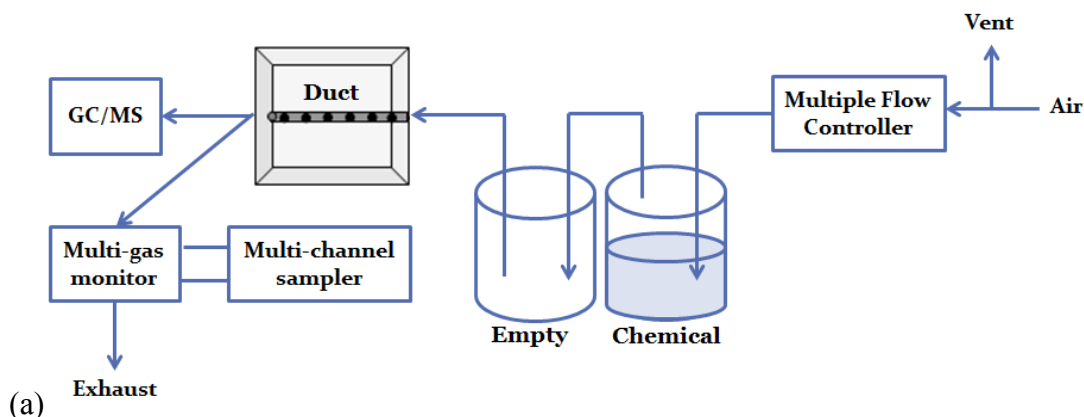 Vent
Duct
GC/MS
Multiple Flow
Controller
Air
Multi-gas
monitor
Multi-channel
sampler
Empty
Chemical
Exhaust
(a)